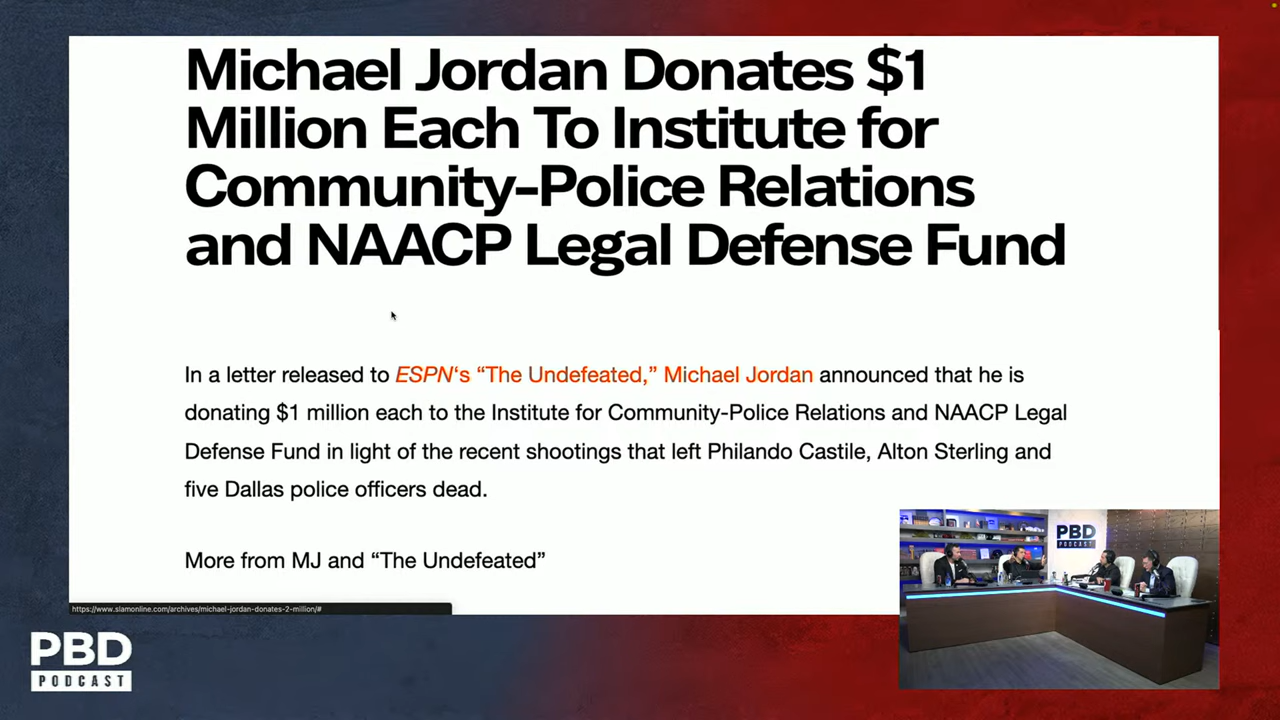 Michael Jordan Donates $1
Million Each To Institute for
Community-Police Relations
and NAACP Legal Defense Fund
In a letter released to ESPN‘s “The Undefeated,” Michael Jordan announced that he is
donating $1 million each to the Institute for Community-Police Relations and NAACP Legal
Defense Fund in light of the recent shootings that left Philando Castile, Alton Sterling and
five Dallas police officers dead.
More from MJ and “The Undefeated”
https://www.slamonline.com/archives/michael-jordan-donates-2-million/#
PBD
PODCAST
PBD
PODCAST